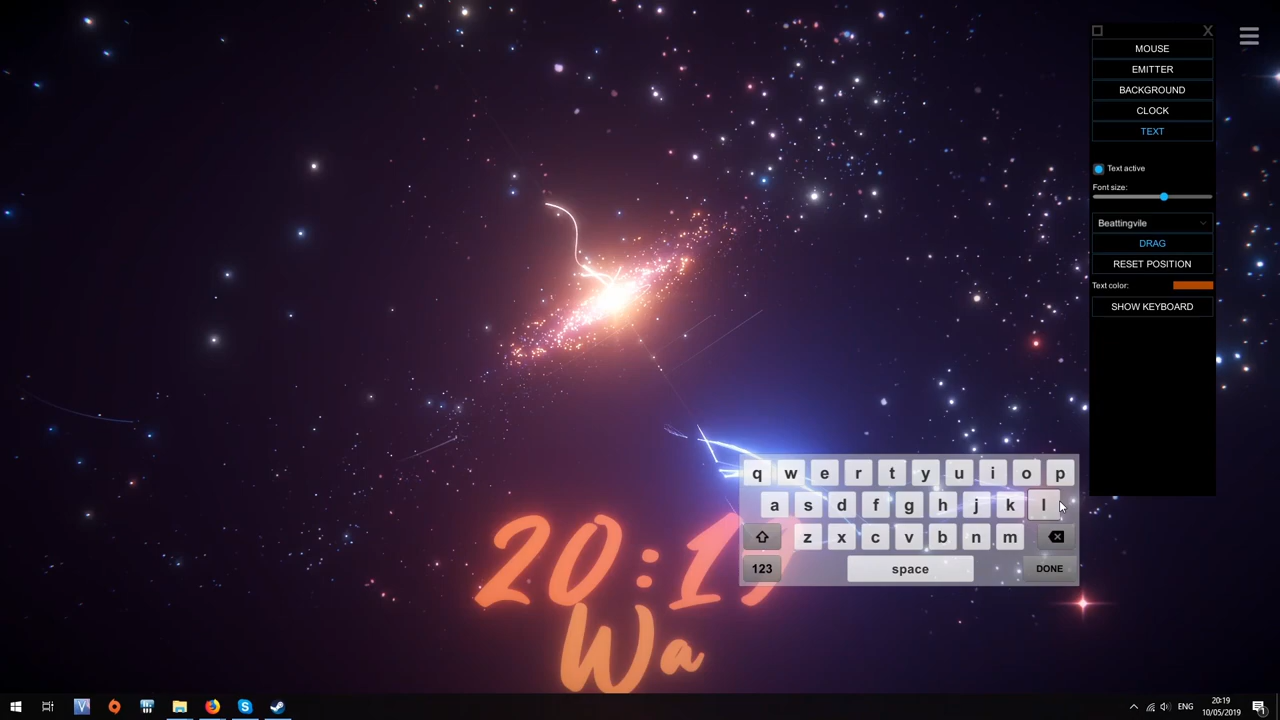 X
MOUSE
EMITTER
BACKGROUND
CLOCK
TEXT
Text active
Font size:
Beattingvile
DRAG
RESET POSITION
Text color:
SHOW KEYBOARD
q w e r t y u i o p
a s d f g h j k l
z x c v b n m
123 space DONE
20:19
Wa
ENG
20:19
10/05/2019